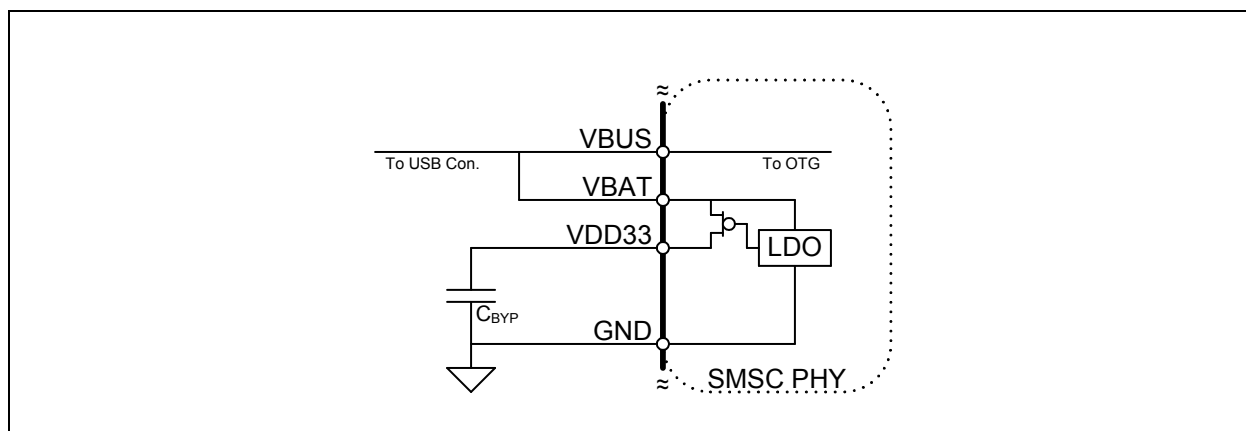 VBUS
To USB Con.
To OTG
VBAT
VDD33
LDO
CBYP
GND
SMSC PHY